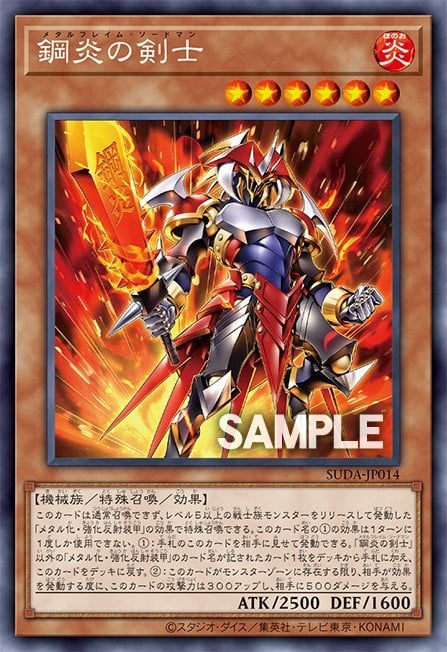 メタルフレイム・ソードマン
鋼炎の剣士
ほのお
炎
鋼炎
SAMPLE
SUDA-JP014
【機械族／特殊召喚／効果】
このカードは通常召喚できず、レベル５以上の戦士族モンスターをリリースして発動した
「メタル化・強化反射装甲」の効果で特殊召喚できる。このカード名の①の効果は１ターンに
１度しか使用できない。①：手札のこのカードを相手に見せて発動できる。「鋼炎の剣士」
以外の「メタル化・強化反射装甲」のカード名が記されたカード１枚をデッキから手札に加え、
このカードをデッキに戻す。②：このカードがモンスターゾーンに存在する限り、相手が効果
を発動する度に、このカードの攻撃力は３００アップし、相手に５００ダメージを与える。
ATK/2500 DEF/1600
©スタジオ・ダイス／集英社・テレビ東京・KONAMI